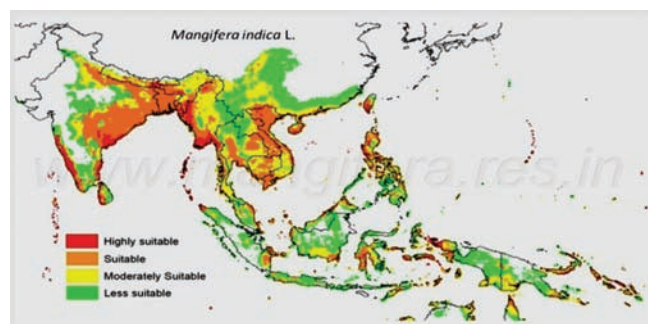 Mangifera indica L.
www.mangifera.res.in
Highly suitable
Suitable
Moderately Suitable
Less suitable